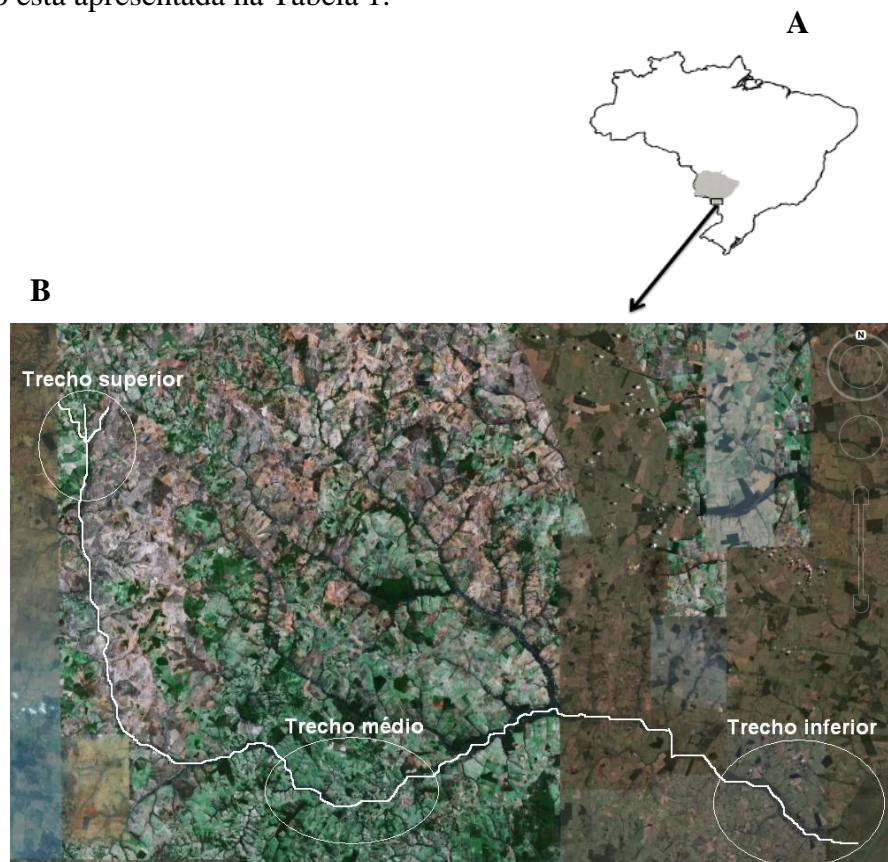 está apresentada na Tabela 1.
A
B
N
Trecho superior
Trecho médio
Trecho inferior